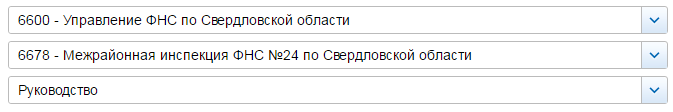 6600 - Управление ФНС по Свердловской области
6678 - Межрайонная инспекция ФНС №24 по Свердловской области
Руководство